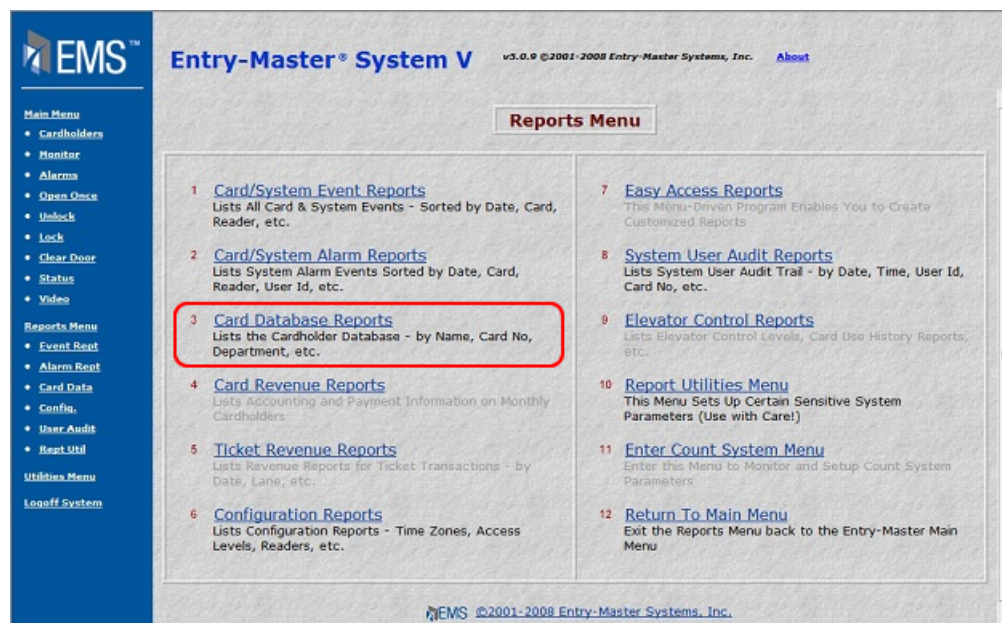 EMS™
Entry-Master® System V
v5.0.9 ©2001-2008 Entry-Master Systems, Inc.
About
Main Menu
Cardholders
Monitor
Alarms
Open Once
Unlock
Lock
Clear Door
Status
Video
Reports Menu
Event Rept
Alarm Rept
Card Data
Config.
User Audit
Rept Util
Utilities Menu
Logoff System
Reports Menu
1 Card/System Event Reports
Lists All Card & System Events - Sorted by Date, Card,
Reader, etc.
2 Card/System Alarm Reports
Lists System Alarm Events Sorted by Date, Card,
Reader, User Id, etc.
3 Card Database Reports
Lists the Cardholder Database - by Name, Card No,
Department, etc.
4 Card Revenue Reports
Lists Accounting and Payment Information on Monthly
Cardholders
5 Ticket Revenue Reports
Lists Revenue Reports for Ticket Transactions - by
Date, Lane, etc.
6 Configuration Reports
Lists Configuration Reports - Time Zones, Access
Levels, Readers, etc.
7 Easy Access Reports
This Menu-Driven Program Enables You to Create
Customized Reports
8 System User Audit Reports
Lists System User Audit Trail - by Date, Time, User Id,
Card No, etc.
9 Elevator Control Reports
Lists Elevator Control Levels, Card Use History Reports,
etc.
10 Report Utilities Menu
This Menu Sets Up Certain Sensitive System
Parameters (Use with Care!)
11 Enter Count System Menu
Enter this Menu to Monitor and Setup Count System
Parameters
12 Return To Main Menu
Exit the Reports Menu back to the Entry-Master Main
Menu
EMS ©2001-2008 Entry-Master Systems, Inc.